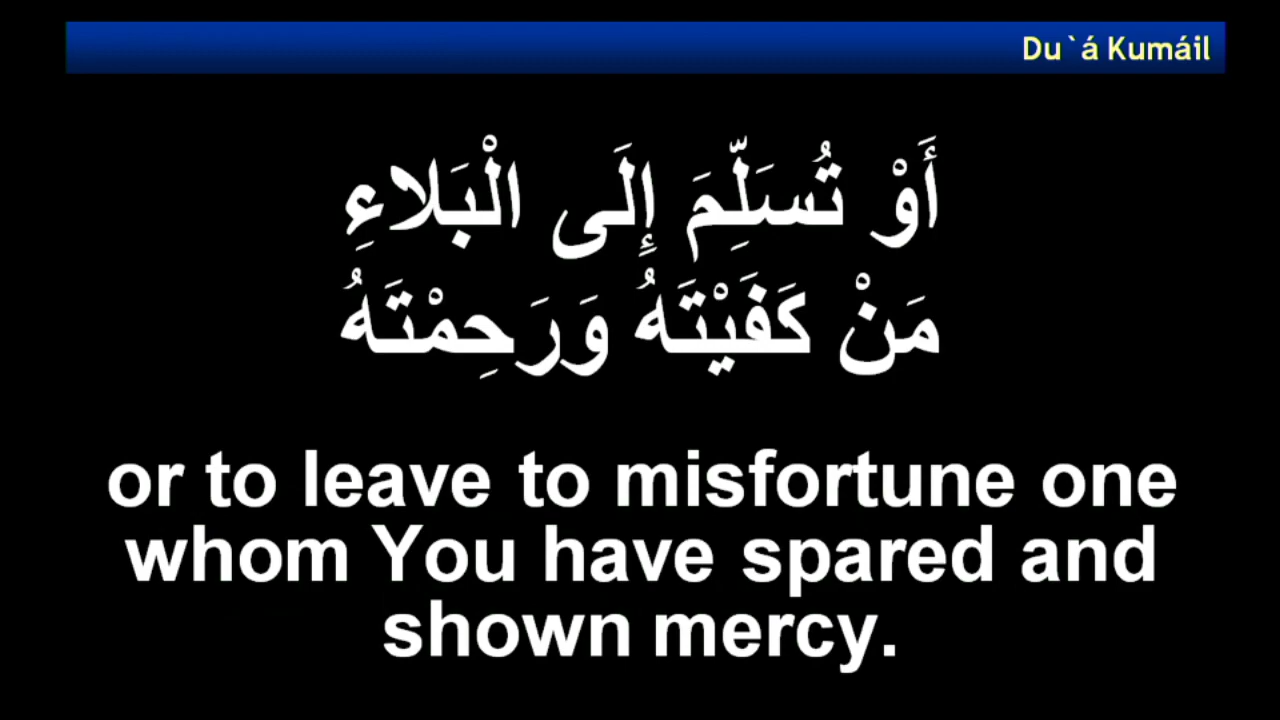 Du`á Kumáil
أَوْ تُسَلِّمَ إِلَى الْبَلاءِ
مَنْ كَفَيْتَهُ وَرَحِمْتَهُ
or to leave to misfortune one
whom You have spared and
shown mercy.